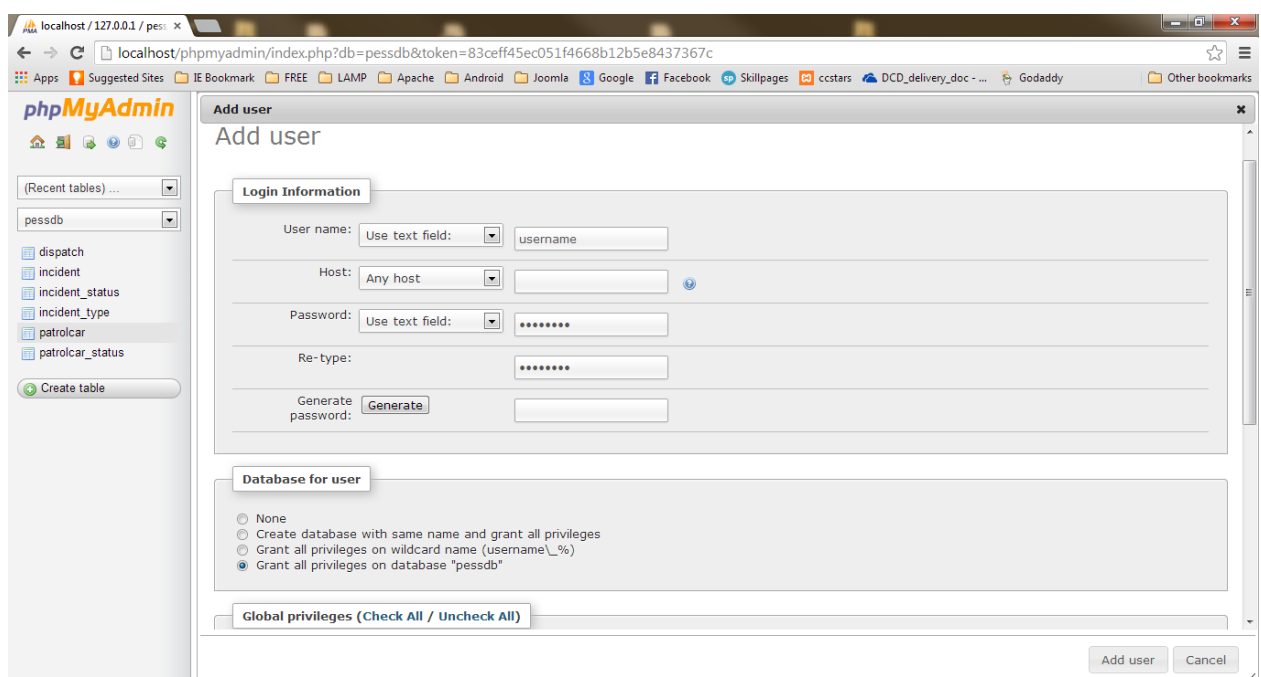 localhost / 127.0.0.1 / pess
localhost/phpmyadmin/index.php?db=pessdb&token=83ceff45ec051f4668b12b5e8437367c
Apps Suggested Sites IE Bookmark FREE LAMP Apache Android Joomla Google Facebook Skillpages ccstars DCD_delivery_doc - ... Godaddy Other bookmarks
phpMyAdmin
(Recent tables) ...
pessdb
dispatch
incident
incident_status
incident_type
patrolcar
patrolcar_status
Create table
Add user
Add user
Login Information
User name: Use text field: username
Host: Any host
Password: Use text field: ••••••••
Re-type: ••••••••
Generate password: Generate
Database for user
None
Create database with same name and grant all privileges
Grant all privileges on wildcard name (username\_%)
Grant all privileges on database "pessdb"
Global privileges (Check All / Uncheck All)
Add user Cancel